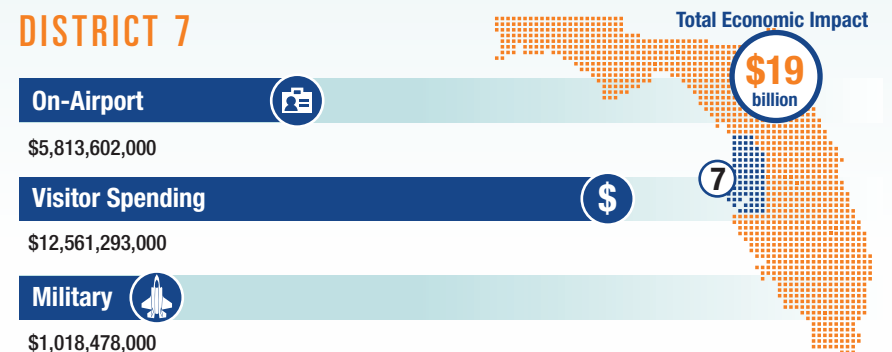 DISTRICT 7
Total Economic Impact
$19
billion
On-Airport
$5,813,602,000
7
Visitor Spending
$
$12,561,293,000
Military
$1,018,478,000